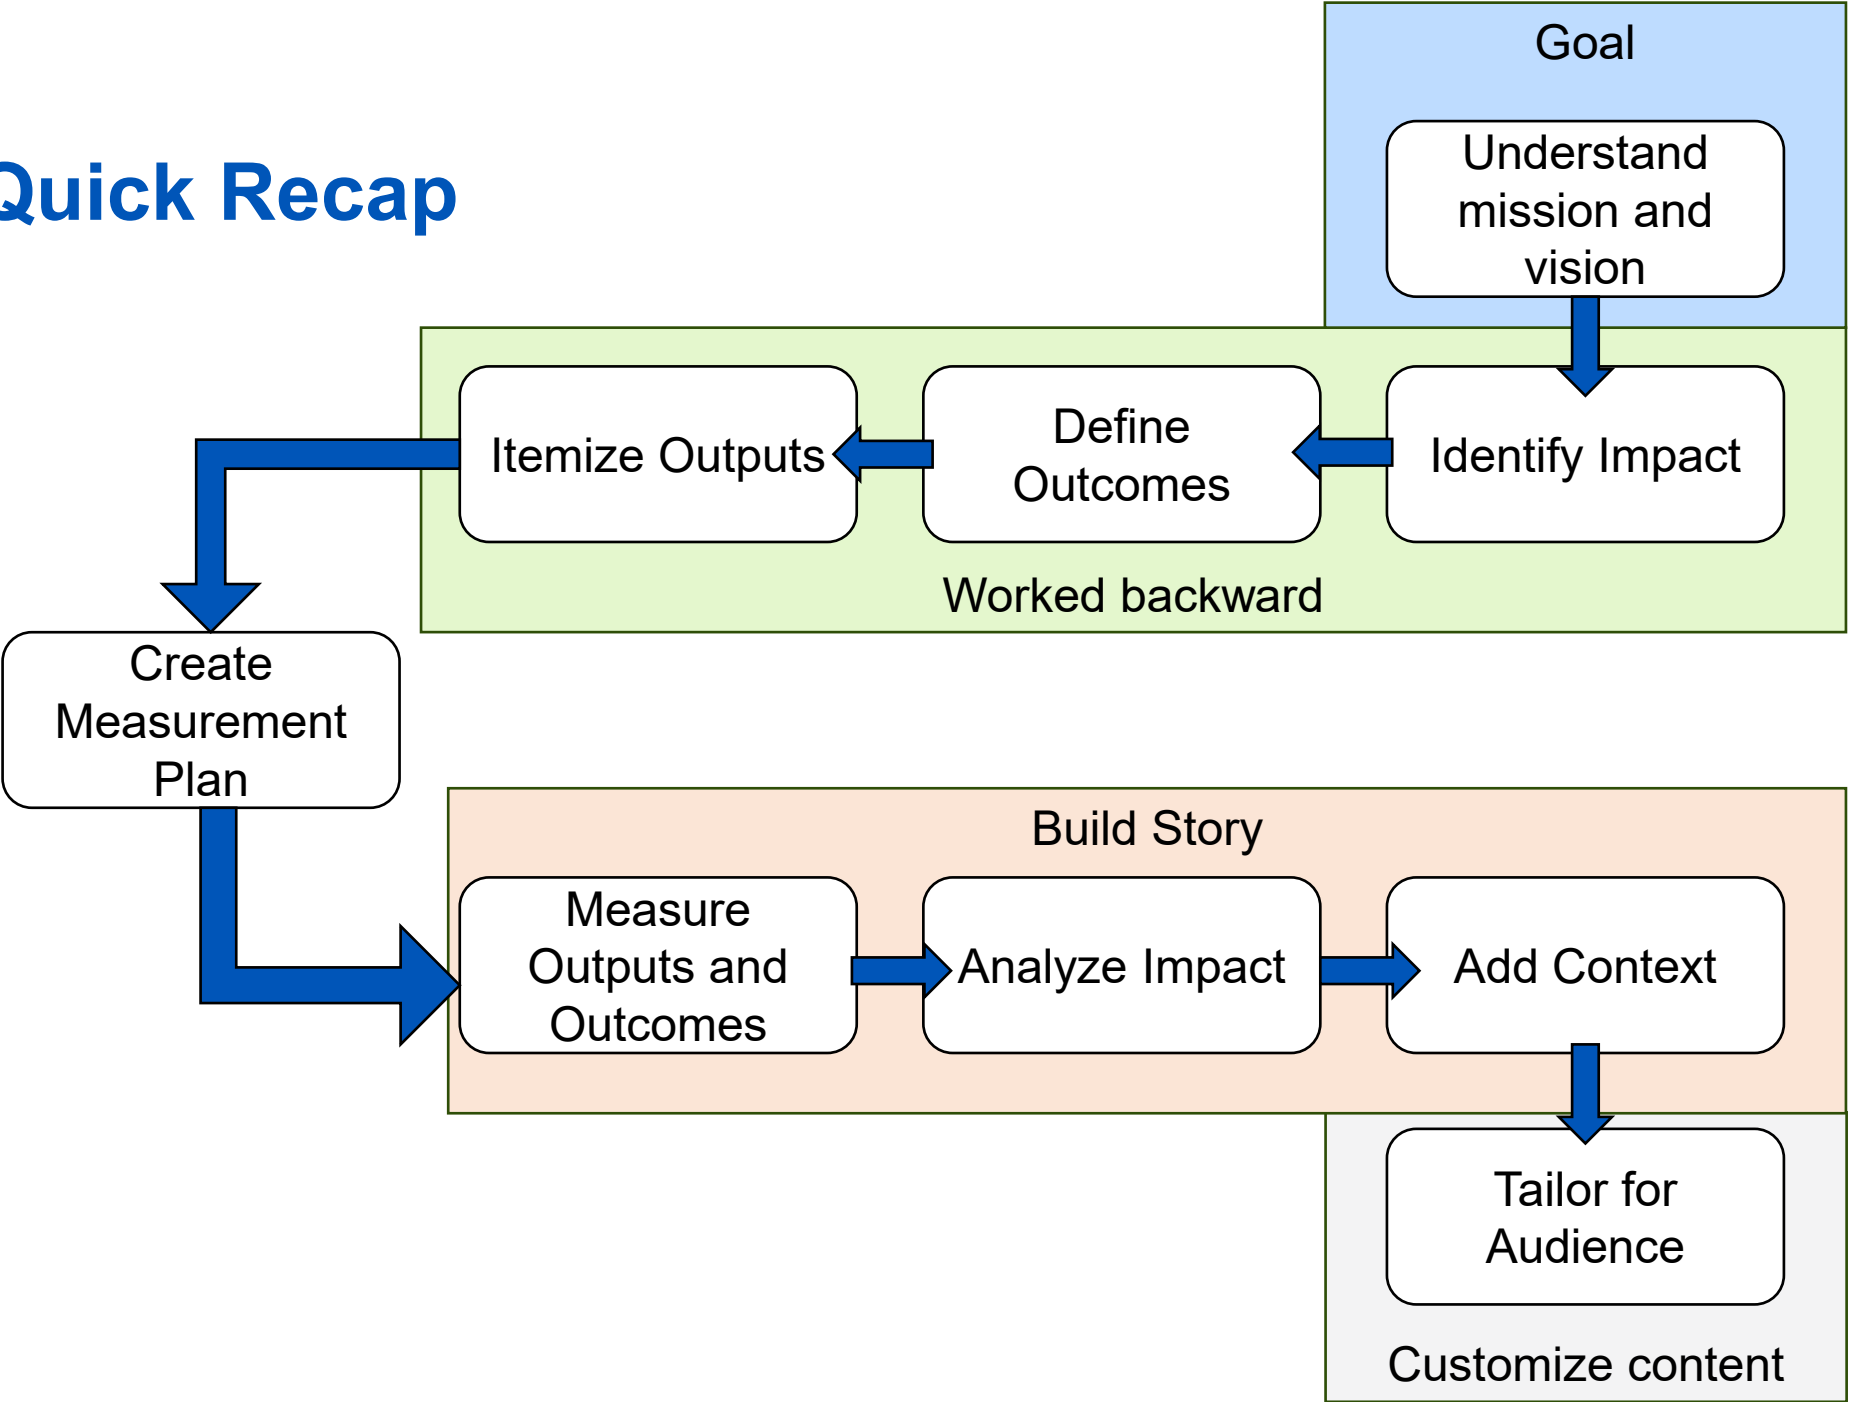 Quick Recap
Goal
Understand
mission and
vision
Identify Impact
Define
Outcomes
Itemize Outputs
Worked backward
Create
Measurement
Plan
Build Story
Measure
Outputs and
Outcomes
Analyze Impact
Add Context
Tailor for
Audience
Customize content